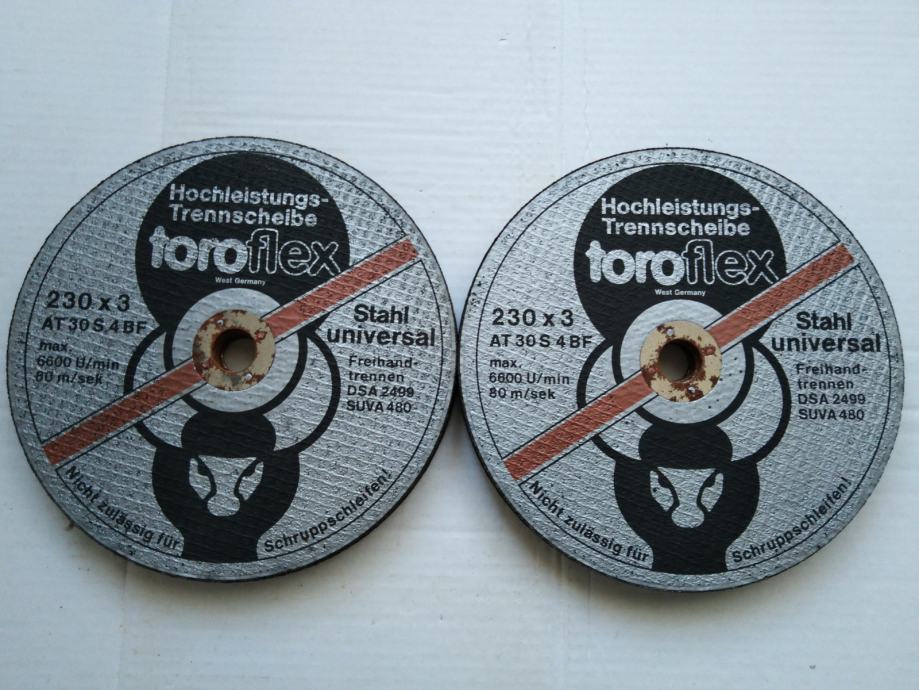 Hochleistungs-
Trennscheibe
toroflex
West Germany
230 x 3
AT 30 S 4 BF
max.
6600 U/min
80 m/sek
Stahl
universal
Freihand-
trennen
DSA 2499
SUVA 480
Nicht zulässig für Schruppschleifen!
Hochleistungs-
Trennscheibe
toroflex
West Germany
230 x 3
AT 30 S 4 BF
max.
6600 U/min
80 m/sek
Stahl
universal
Freihand-
trennen
DSA 2499
SUVA 480
Nicht zulässig für Schruppschleifen!